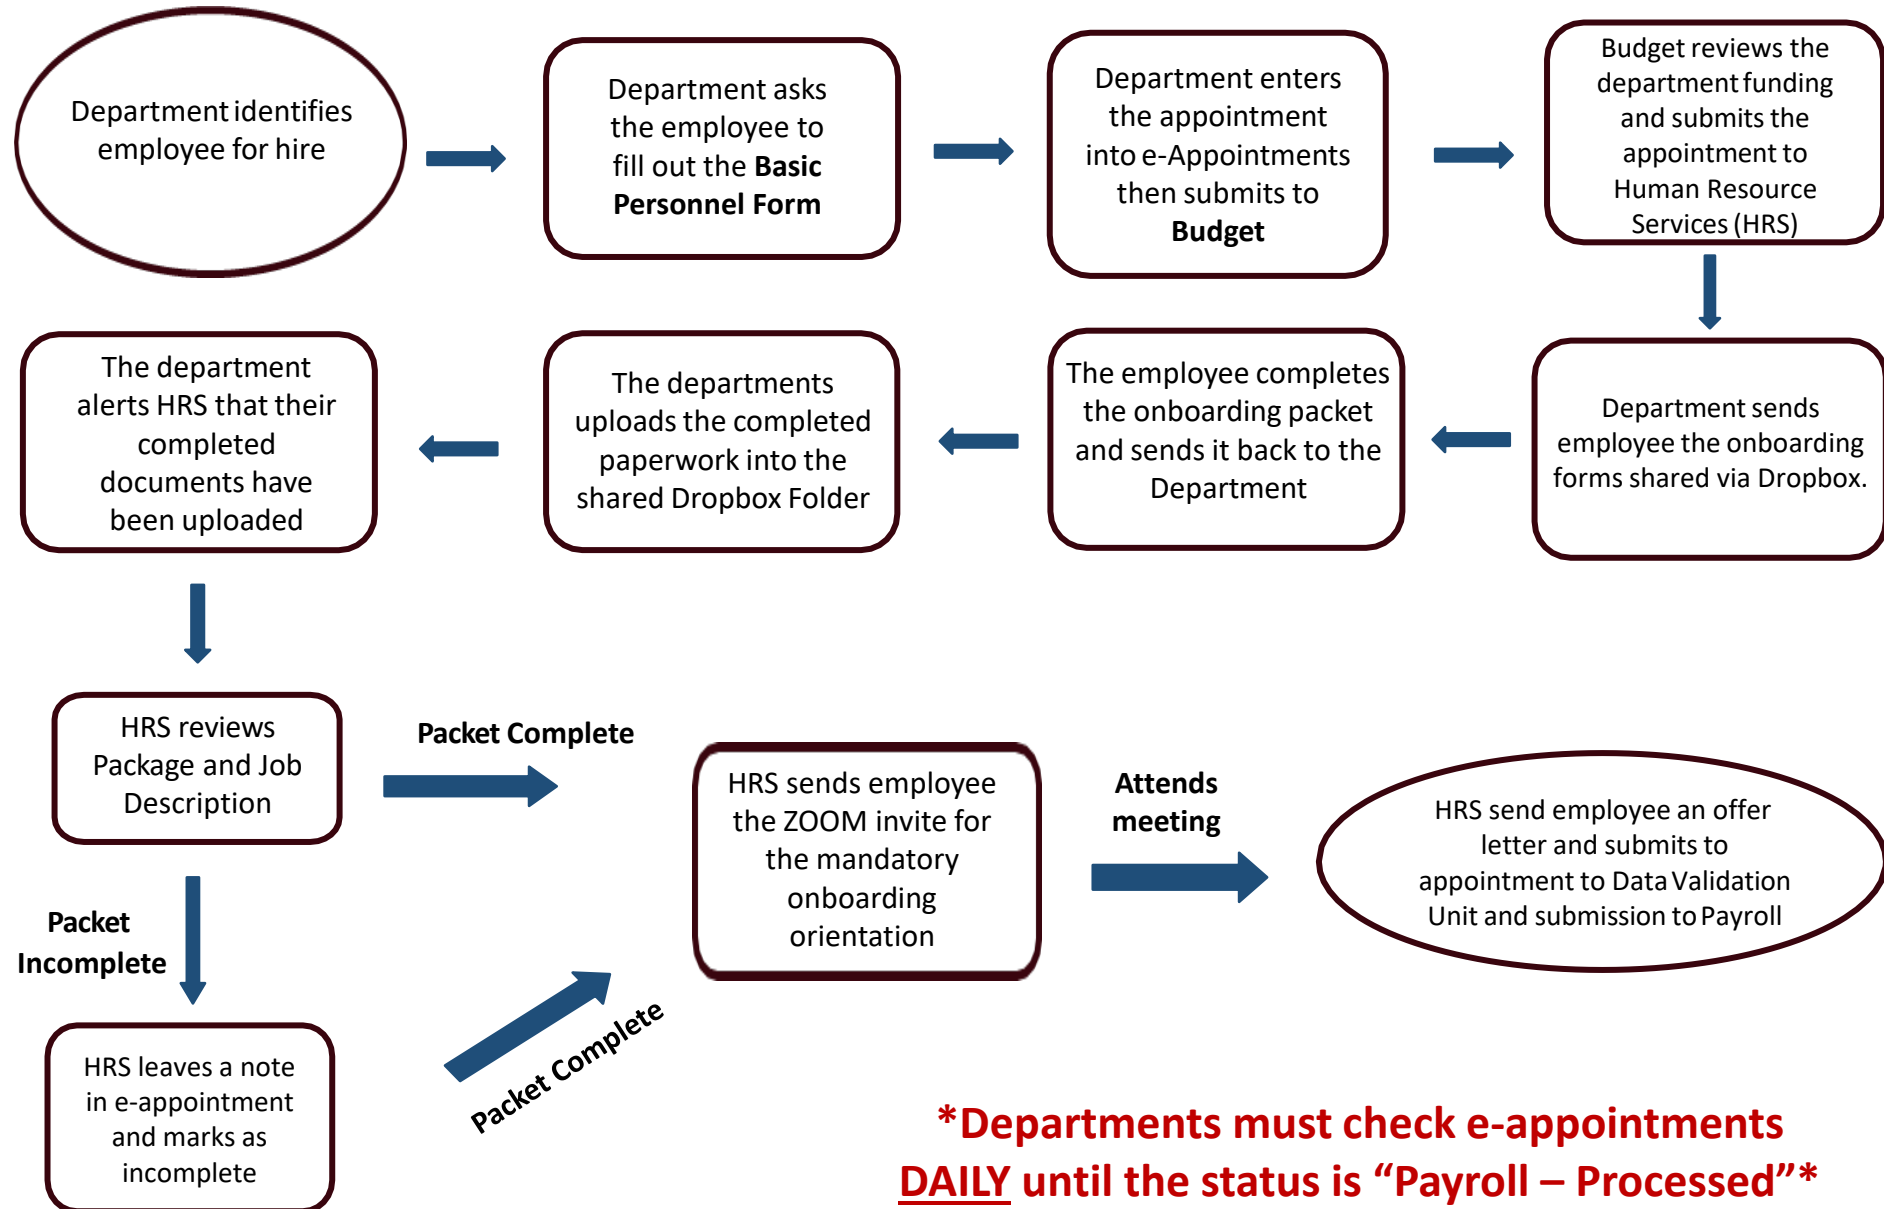 Department identifies
employee for hire
Department asks
the employee to
fill out the Basic
Personnel Form
Department enters
the appointment
into e-Appointments
then submits to
Budget
Budget reviews the
department funding
and submits the
appointment to
Human Resource
Services (HRS)
Department sends
employee the onboarding
forms shared via Dropbox.
The employee completes
the onboarding packet
and sends it back to the
Department
The departments
uploads the completed
paperwork into the
shared Dropbox Folder
The department
alerts HRS that their
completed
documents have
been uploaded
HRS reviews
Package and Job
Description
Packet Complete
Packet
Incomplete
HRS leaves a note
in e-appointment
and marks as
incomplete
Packet Complete
HRS sends employee
the ZOOM invite for
the mandatory
onboarding
orientation
Attends
meeting
HRS send employee an offer
letter and submits to
appointment to Data Validation
Unit and submission to Payroll
*Departments must check e-appointments
DAILY until the status is “Payroll – Processed”*